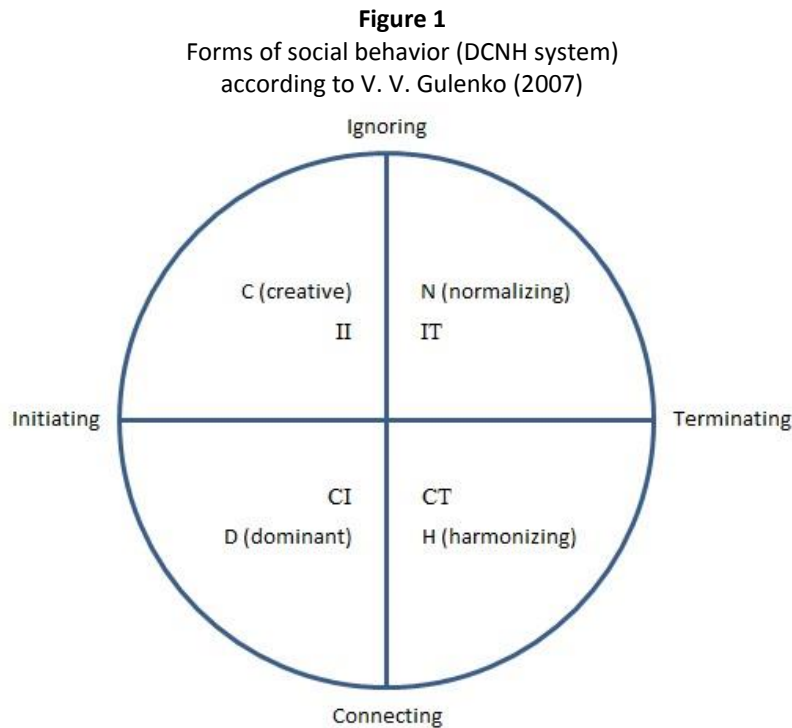 Figure 1
Forms of social behavior (DCNH system)
according to V. V. Gulenko (2007)
Ignoring
C (creative)
N (normalizing)
II
IT
Initiating
Terminating
CI
CT
D (dominant)
H (harmonizing)
Connecting